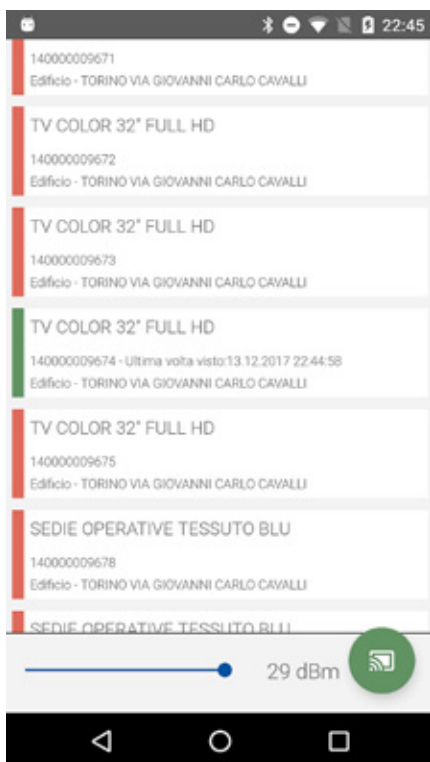 22:45
140000009671
Edificio - TORINO VIA GIOVANNI CARLO CAVALLI
TV COLOR 32" FULL HD
140000009672
Edificio - TORINO VIA GIOVANNI CARLO CAVALLI
TV COLOR 32" FULL HD
140000009673
Edificio - TORINO VIA GIOVANNI CARLO CAVALLI
TV COLOR 32" FULL HD
140000009674 - Ultima volta visto:13.12.2017 22:44:58
Edificio - TORINO VIA GIOVANNI CARLO CAVALLI
TV COLOR 32" FULL HD
140000009675
Edificio - TORINO VIA GIOVANNI CARLO CAVALLI
SEDIE OPERATIVE TESSUTO BLU
140000009678
Edificio - TORINO VIA GIOVANNI CARLO CAVALLI
SEDIE OPERATIVE TESSUTO BLU
29 dBm